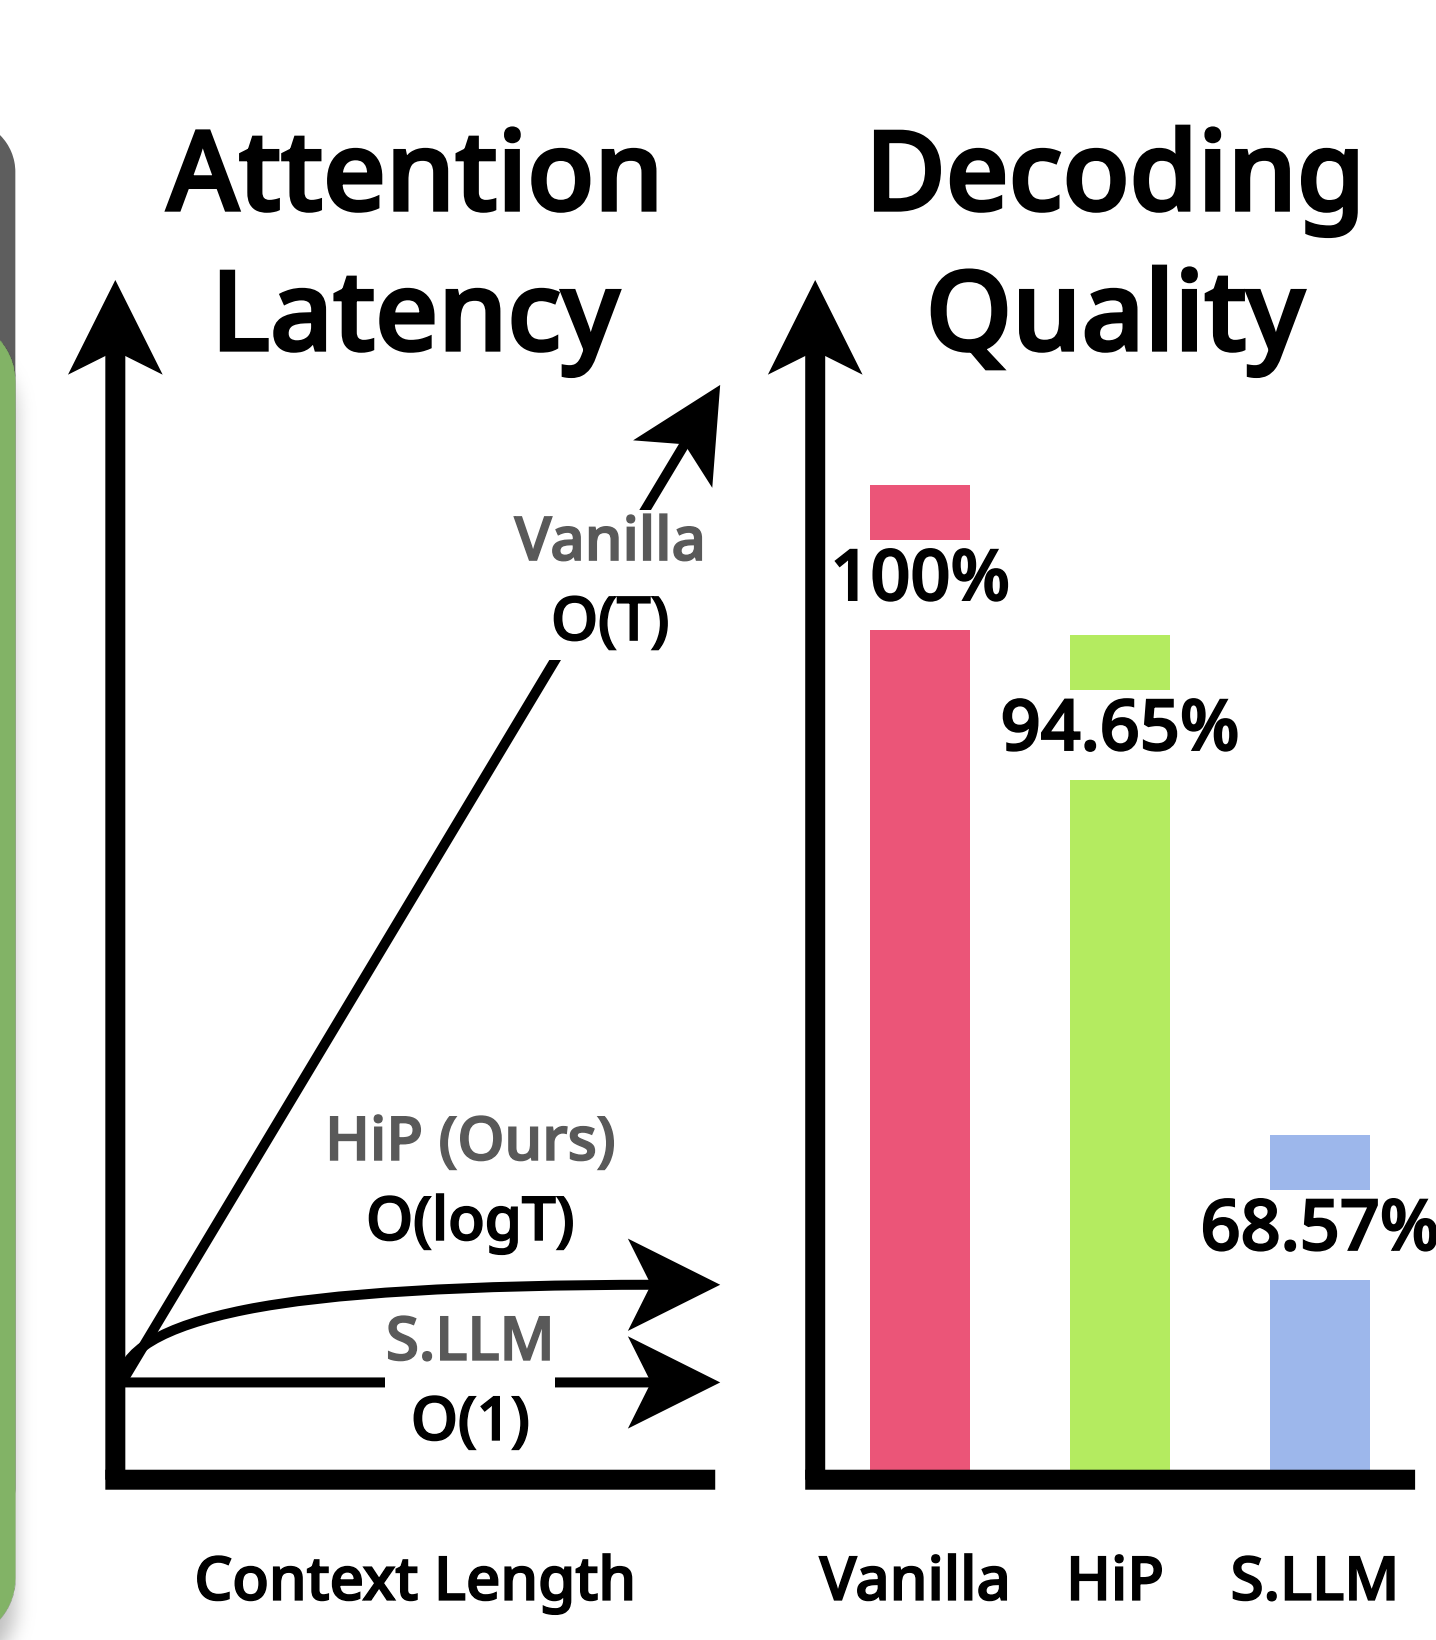 Attention
Latency
Vanilla
O(T)
HiP (Ours)
O(logT)
S.LLM
O(1)
Context Length
Decoding
Quality
100%
94.65%
68.57%
Vanilla HiP S.LLM